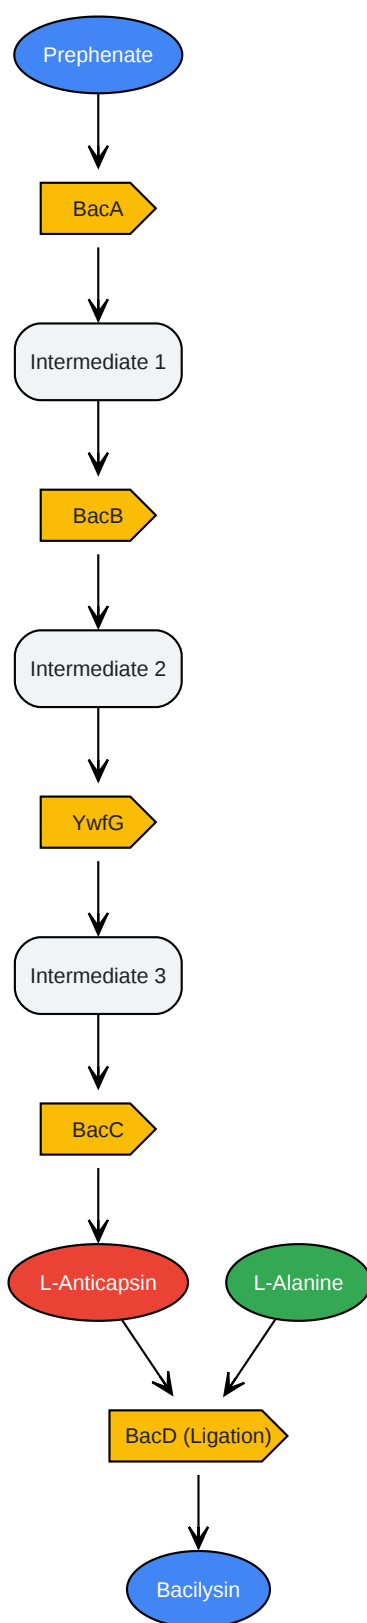 Prephenate
BacA
Intermediate 1
BacB
Intermediate 2
YwfG
Intermediate 3
BacC
L-Anticapsin
L-Alanine
BacD (Ligation)
Bacilysin